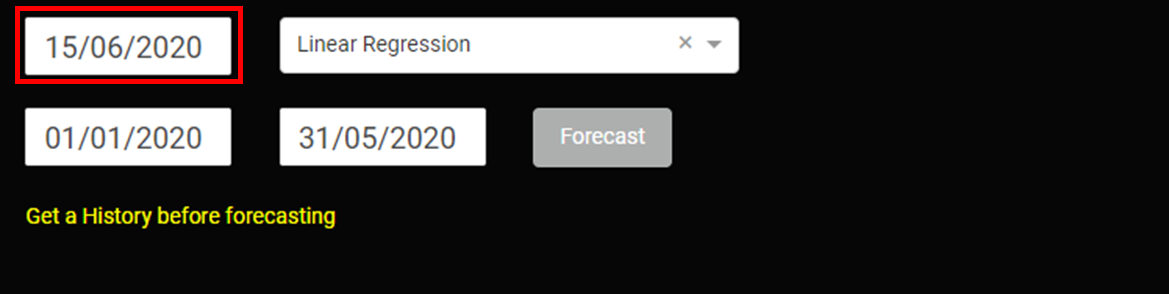 15/06/2020 Linear Regression ×
01/01/2020 31/05/2020 Forecast
Get a History before forecasting